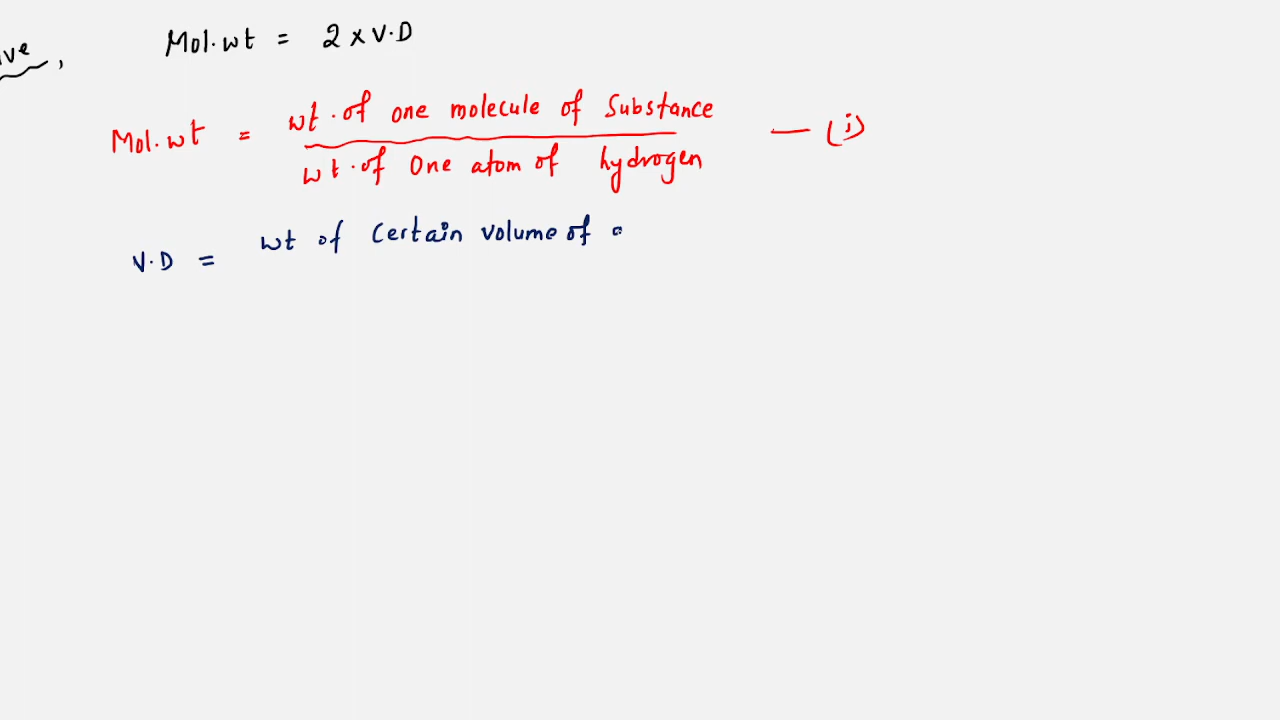 ive, Mol.wt = 2 x V.D
Mol.wt = wt. of one molecule of Substance — (i)
wt. of One atom of hydrogen
V.D = wt of Certain volume of